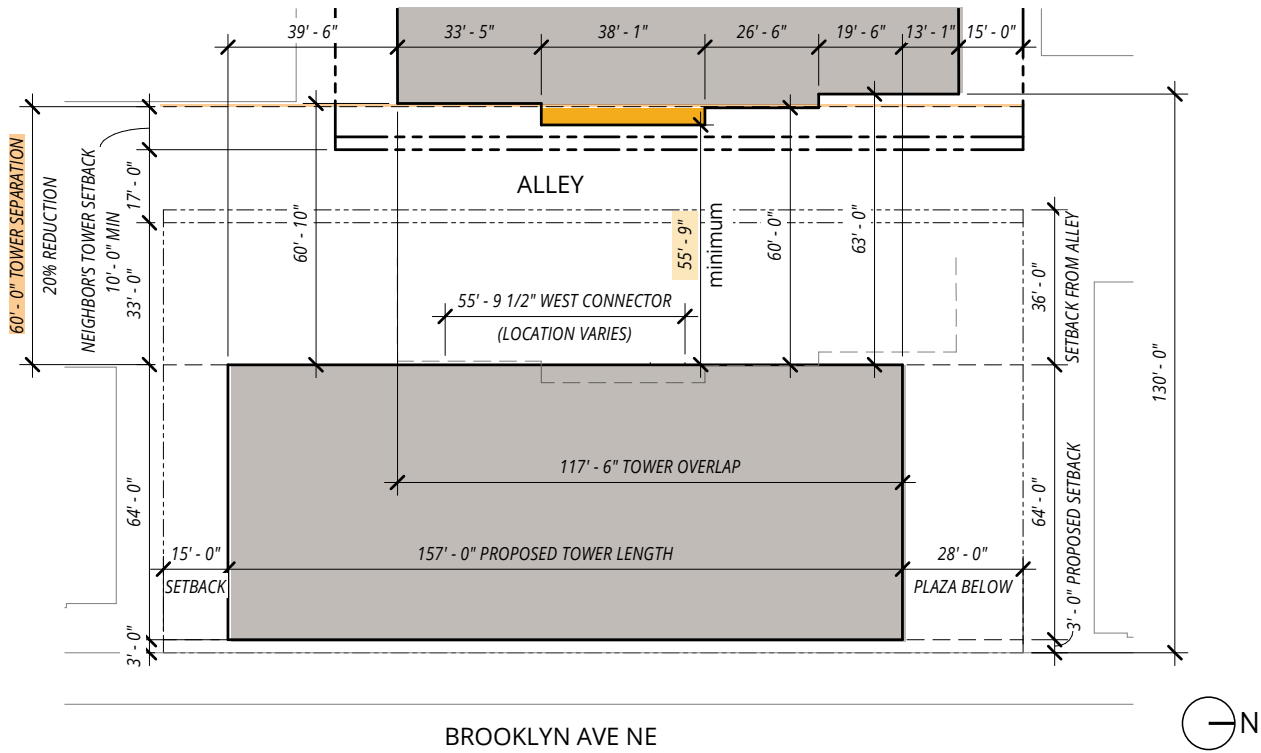 39' - 6"
33' - 5"
38' - 1"
26' - 6"
19' - 6"
13' - 1"
15' - 0"
60' - 0" TOWER SEPARATION
20% REDUCTION
NEIGHBOR'S TOWER SETBACK
10' - 0" MIN
17' - 0"
33' - 0"
ALLEY
60' - 10"
55' - 9"
minimum
60' - 0"
63' - 0"
55' - 9 1/2" WEST CONNECTOR
(LOCATION VARIES)
36' - 0"
SETBACK FROM ALLEY
130' - 0"
117' - 6" TOWER OVERLAP
64' - 0"
64' - 0"
15' - 0"
SETBACK
157' - 0" PROPOSED TOWER LENGTH
28' - 0"
PLAZA BELOW
3' - 0" PROPOSED SETBACK
3' - 0"
BROOKLYN AVE NE
N